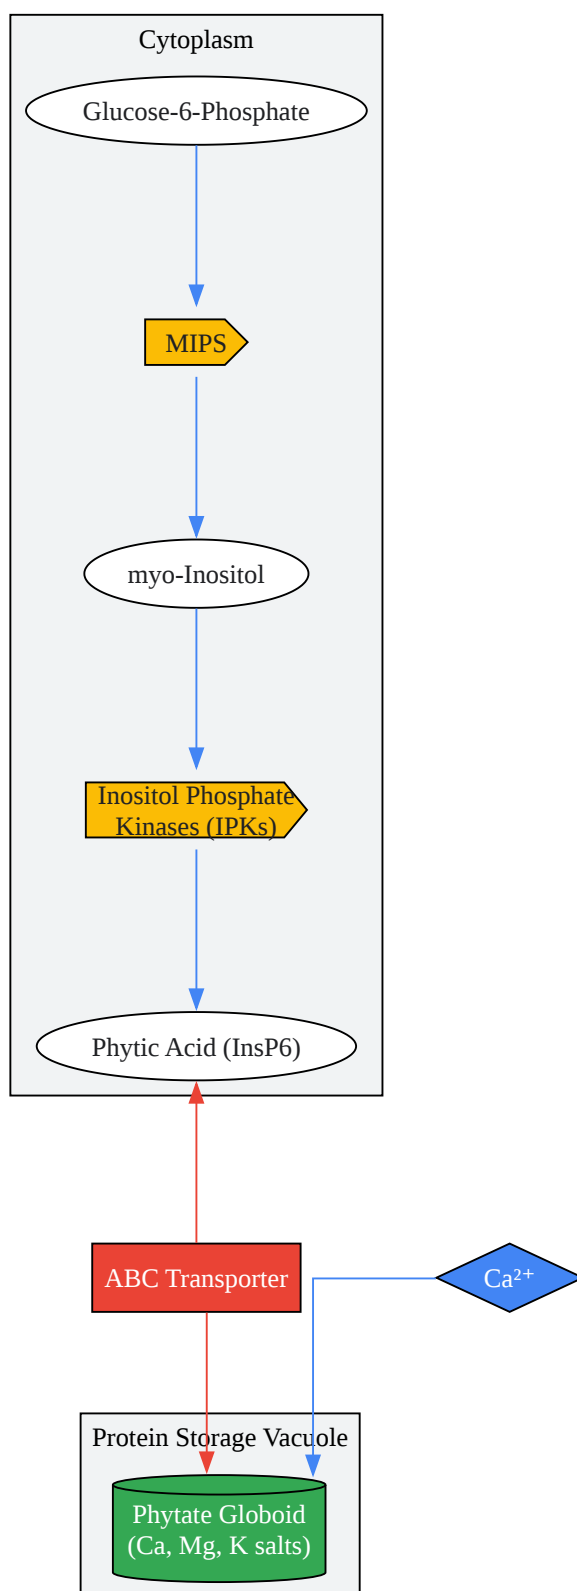 Cytoplasm
Glucose-6-Phosphate
MIPS
myo-Inositol
Inositol Phosphate
Kinases (IPKs)
Phytic Acid (InsP6)
ABC Transporter
Ca²⁺
Protein Storage Vacuole
Phytate Globoid
(Ca, Mg, K salts)